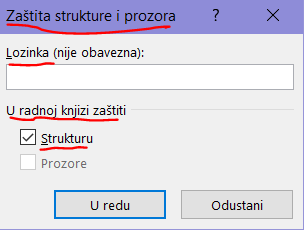 Zaštita strukture i prozora
Lozinka (nije obavezna):
U radnoj knjizi zaštiti
Strukturu
Prozore
U redu Odustani